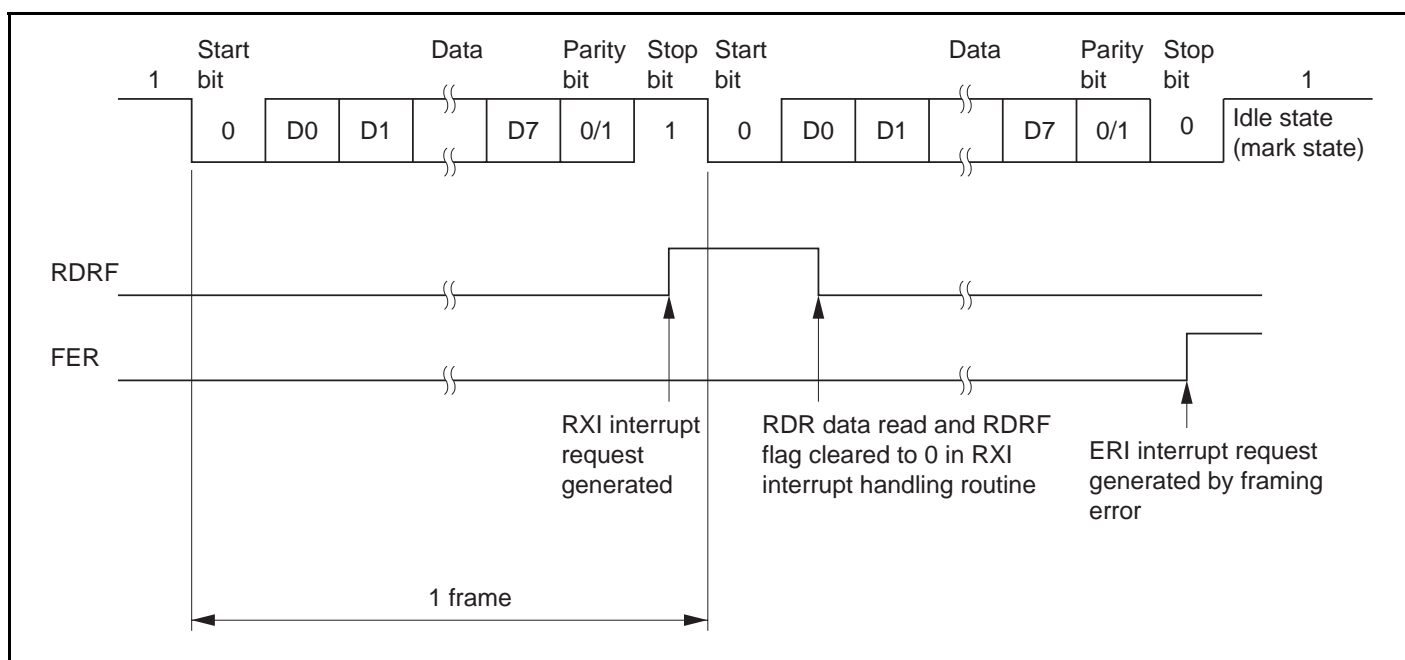 Start bit
Data
Parity bit
Stop bit
Start bit
Data
Parity bit
Stop bit
1
1
0
D0
D1
D7
0/1
1
0
D0
D1
D7
0/1
0
Idle state
(mark state)
RDRF
FER
RXI interrupt
request
generated
RDR data read and RDRF
flag cleared to 0 in RXI
interrupt handling routine
ERI interrupt request
generated by framing
error
1 frame